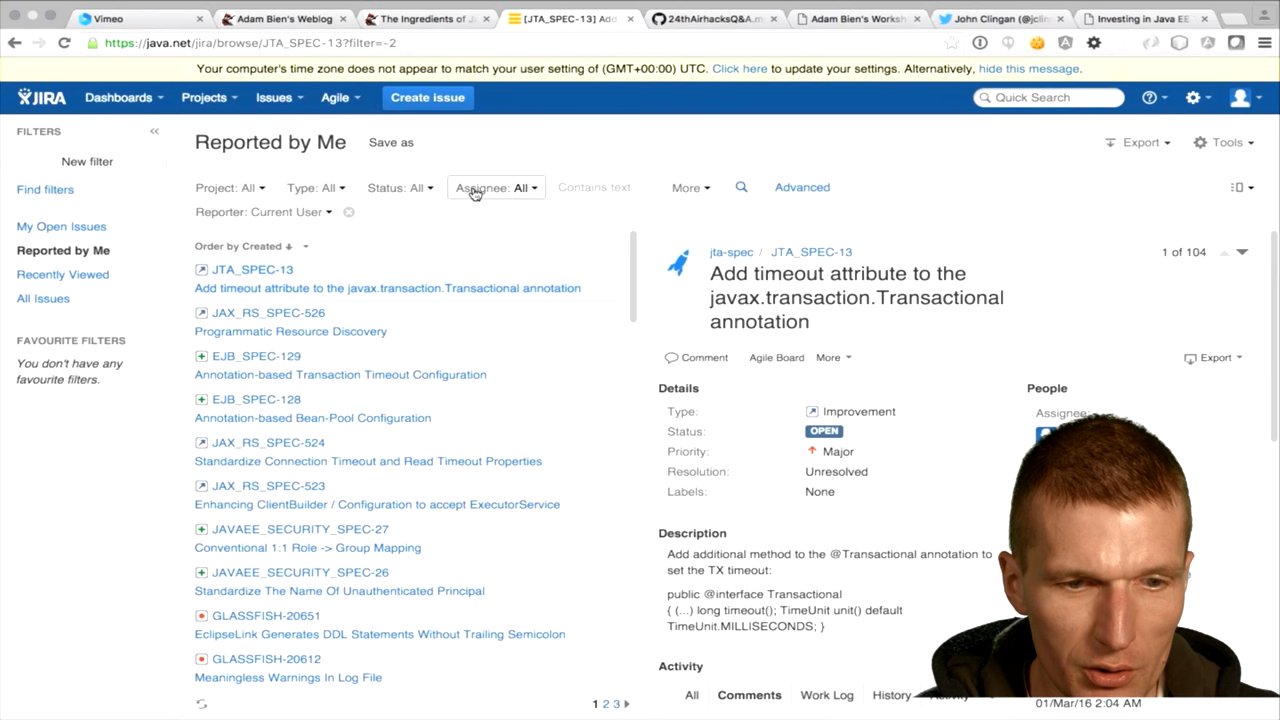 Vimeo
Adam Bien's Weblog
The Ingredients of J
[JTA_SPEC-13] Add
24thAirhacksQ&A.m
Adam Bien's Worksh
John Clingan (@jclin
Investing in Java EE
https://java.net/jira/browse/JTA_SPEC-13?filter=-2
Your computer's time zone does not appear to match your user setting of (GMT+00:00) UTC. Click here to update your settings. Alternatively, hide this message.
JIRA Dashboards Projects Issues Agile Create issue Quick Search
FILTERS
New filter
Find filters
My Open Issues
Reported by Me
Recently Viewed
All Issues
FAVOURITE FILTERS
You don't have any
favourite filters.
Reported by Me Save as Export Tools
Project: All Type: All Status: All Assignee: All Contains text More Advanced
Reporter: Current User
Order by Created
JTA_SPEC-13
Add timeout attribute to the javax.transaction.Transactional annotation
JAX_RS_SPEC-526
Programmatic Resource Discovery
EJB_SPEC-129
Annotation-based Transaction Timeout Configuration
EJB_SPEC-128
Annotation-based Bean-Pool Configuration
JAX_RS_SPEC-524
Standardize Connection Timeout and Read Timeout Properties
JAX_RS_SPEC-523
Enhancing ClientBuilder / Configuration to accept ExecutorService
JAVAEE_SECURITY_SPEC-27
Conventional 1:1 Role -> Group Mapping
JAVAEE_SECURITY_SPEC-26
Standardize The Name Of Unauthenticated Principal
GLASSFISH-20651
EclipseLink Generates DDL Statements Without Trailing Semicolon
GLASSFISH-20612
Meaningless Warnings In Log File
1 2 3
jta-spec / JTA_SPEC-13 1 of 104
Add timeout attribute to the
javax.transaction.Transactional
annotation
Comment Agile Board More Export
Details
Type: Improvement
Status: OPEN
Priority: Major
Resolution: Unresolved
Labels: None
People
Assignee:
Description
Add additional method to the @Transactional annotation to
set the TX timeout:
public @interface Transactional
{ (...) long timeout(); TimeUnit unit() default
TimeUnit.MILLISECONDS; }
Activity
All Comments Work Log History Activity
01/Mar/16 2:04 AM